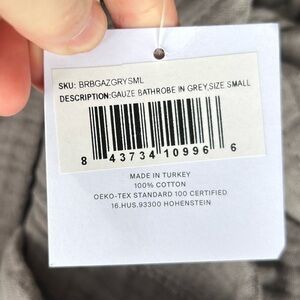 SKU: BRBGAZGRYSML
DESCRIPTION:GAUZE BATHROBE IN GREY,SIZE SMALL
8 43734 10996 6
MADE IN TURKEY
100% COTTON
OEKO-TEX STANDARD 100 CERTIFIED
16.HUS.93300 HOHENSTEIN